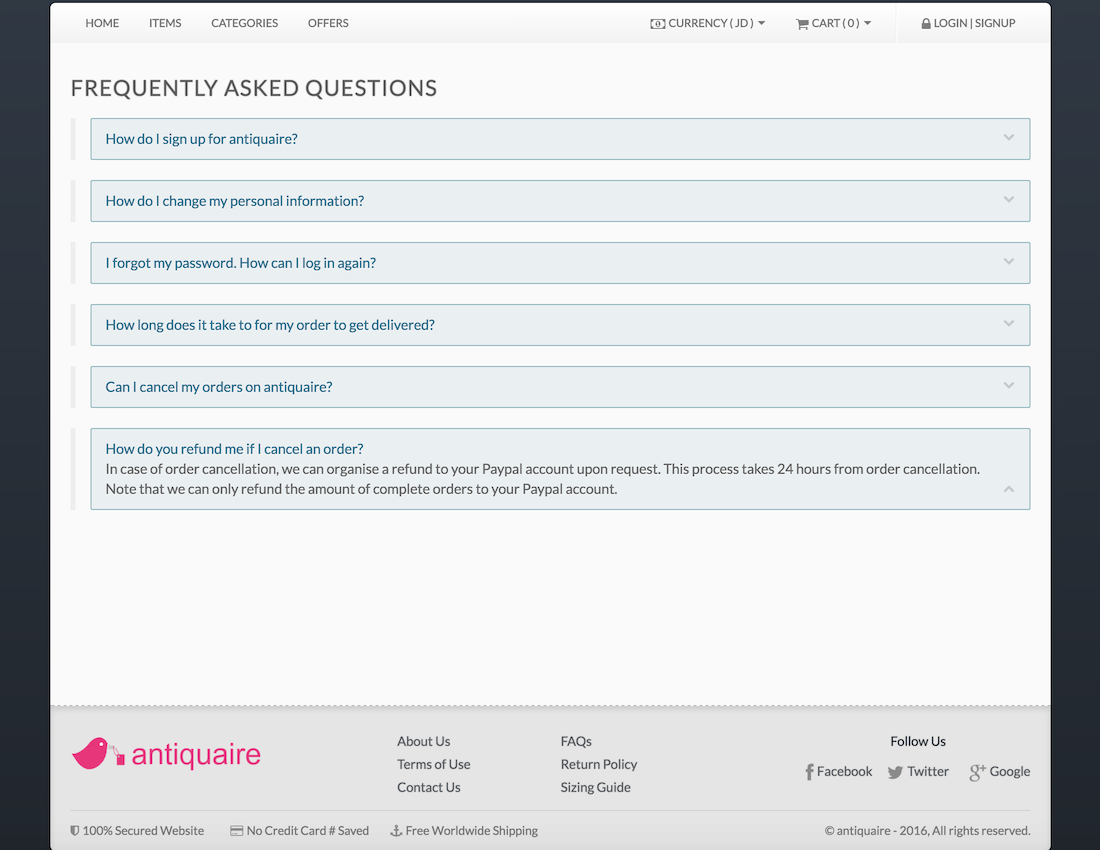 HOME ITEMS CATEGORIES OFFERS CURRENCY ( JD ) CART ( 0 ) LOGIN | SIGNUP
FREQUENTLY ASKED QUESTIONS
How do I sign up for antiquaire?
How do I change my personal information?
I forgot my password. How can I log in again?
How long does it take to for my order to get delivered?
Can I cancel my orders on antiquaire?
How do you refund me if I cancel an order?
In case of order cancellation, we can organise a refund to your Paypal account upon request. This process takes 24 hours from order cancellation.
Note that we can only refund the amount of complete orders to your Paypal account.
antiquaire
About Us
Terms of Use
Contact Us
FAQs
Return Policy
Sizing Guide
Follow Us
Facebook Twitter Google
100% Secured Website No Credit Card # Saved Free Worldwide Shipping © antiquaire - 2016, All rights reserved.